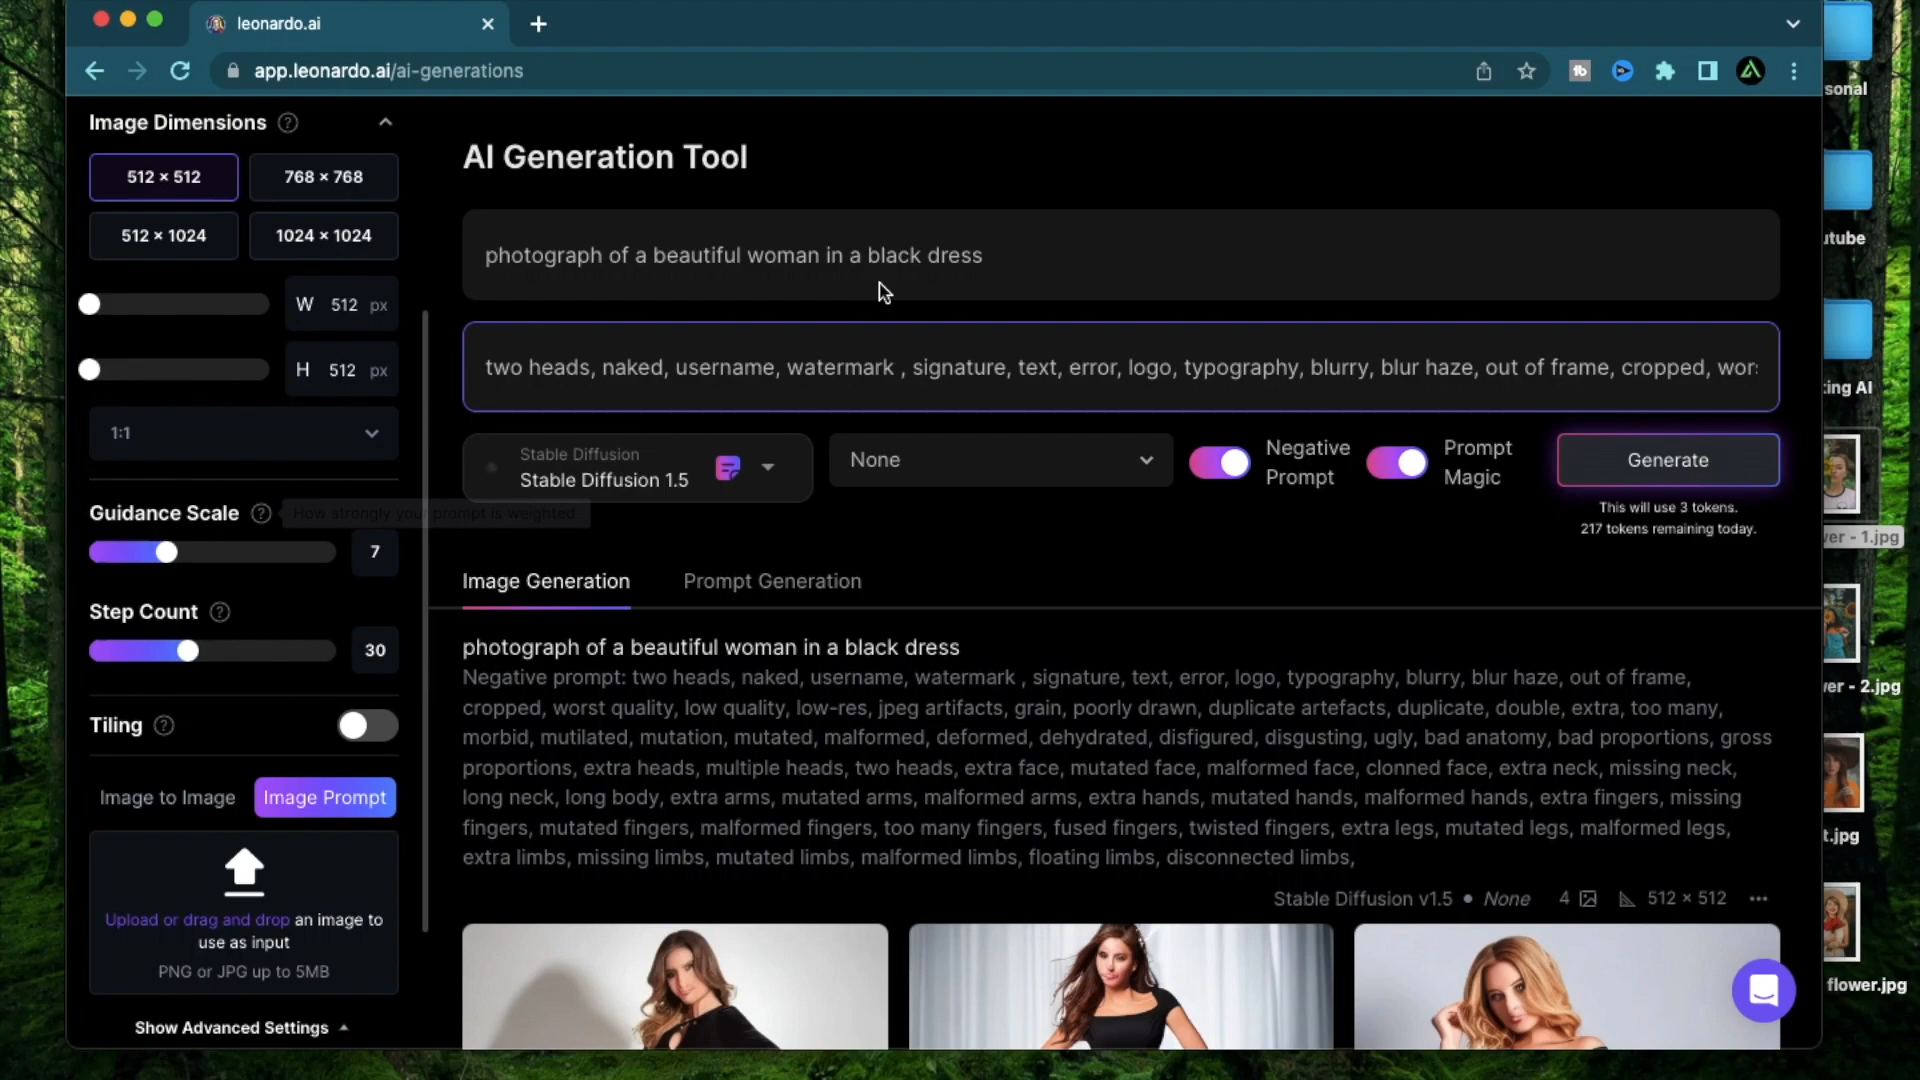 leonardo.ai
app.leonardo.ai/ai-generations
Image Dimensions
512 × 512
768 × 768
512 × 1024
1024 × 1024
W 512 px
H 512 px
1:1
Guidance Scale
How strongly your prompt is weighted
7
Step Count
30
Tiling
Image to Image
Image Prompt
Upload or drag and drop an image to
use as input
PNG or JPG up to 5MB
Show Advanced Settings
AI Generation Tool
photograph of a beautiful woman in a black dress
two heads, naked, username, watermark , signature, text, error, logo, typography, blurry, blur haze, out of frame, cropped, wors
Stable Diffusion
Stable Diffusion 1.5
None
Negative
Prompt
Prompt
Magic
Generate
This will use 3 tokens.
217 tokens remaining today.
Image Generation
Prompt Generation
photograph of a beautiful woman in a black dress
Negative prompt: two heads, naked, username, watermark , signature, text, error, logo, typography, blurry, blur haze, out of frame,
cropped, worst quality, low quality, low-res, jpeg artifacts, grain, poorly drawn, duplicate artefacts, duplicate, double, extra, too many,
morbid, mutilated, mutation, mutated, malformed, deformed, dehydrated, disfigured, disgusting, ugly, bad anatomy, bad proportions, gross
proportions, extra heads, multiple heads, two heads, extra face, mutated face, malformed face, clonned face, extra neck, missing neck,
long neck, long body, extra arms, mutated arms, malformed arms, extra hands, mutated hands, malformed hands, extra fingers, missing
fingers, mutated fingers, malformed fingers, too many fingers, fused fingers, twisted fingers, extra legs, mutated legs, malformed legs,
extra limbs, missing limbs, mutated limbs, malformed limbs, floating limbs, disconnected limbs,
Stable Diffusion v1.5 • None 4 512 × 512
sonal
utube
ting AI
ver - 1.jpg
ver - 2.jpg
t.jpg
flower.jpg